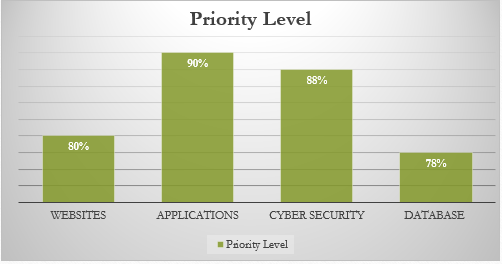 Priority Level
90%
88%
80%
78%
WEBSITES APPLICATIONS CYBER SECURITY DATABASE
Priority Level